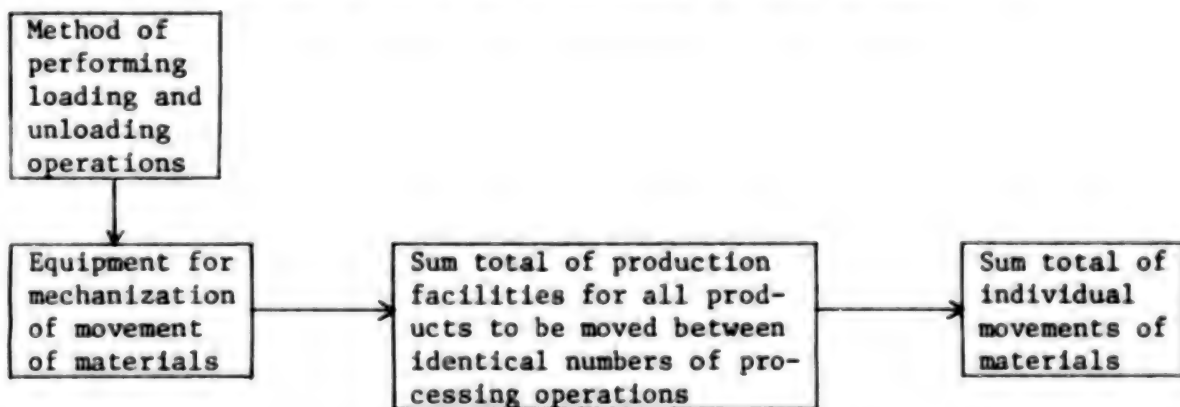 Method of
performing
loading and
unloading
operations
Equipment for
mechanization
of movement
of materials
Sum total of production
facilities for all prod-
ucts to be moved between
identical numbers of pro-
cessing operations
Sum total of
individual
movements of
materials